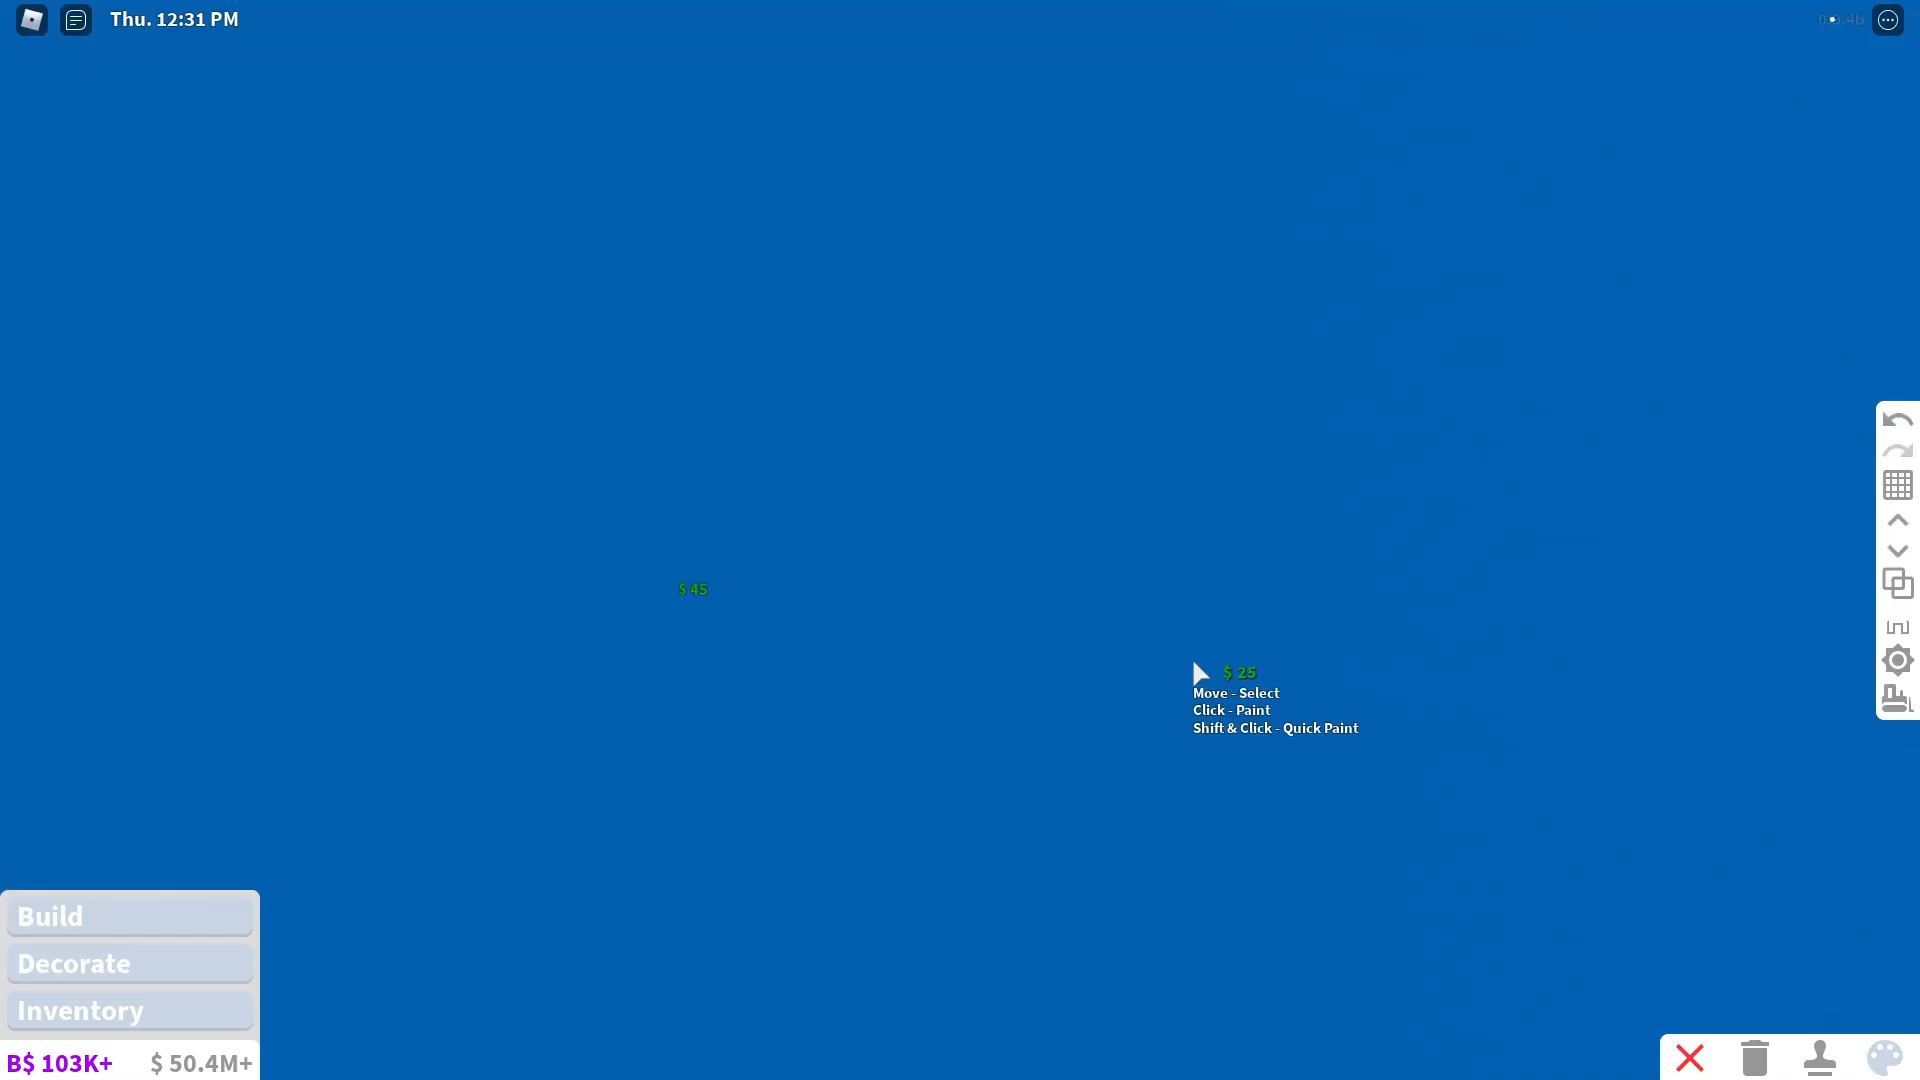 Thu. 12:31 PM
$ 45
$ 25
Move - Select
Click - Paint
Shift & Click - Quick Paint
Build
Decorate
Inventory
B$ 103K+
$ 50.4M+